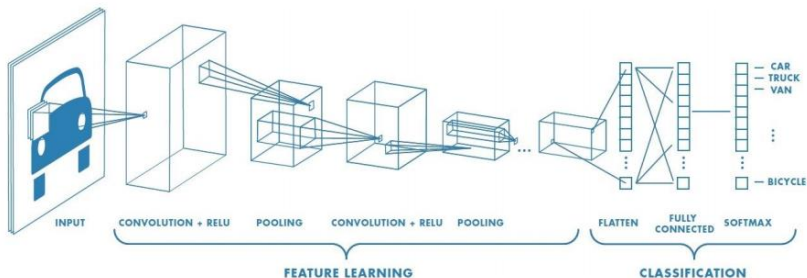 CAR
TRUCK
VAN
BICYCLE
INPUT CONVOLUTION + RELU POOLING CONVOLUTION + RELU POOLING FLATTEN FULLY CONNECTED SOFTMAX
FEATURE LEARNING CLASSIFICATION